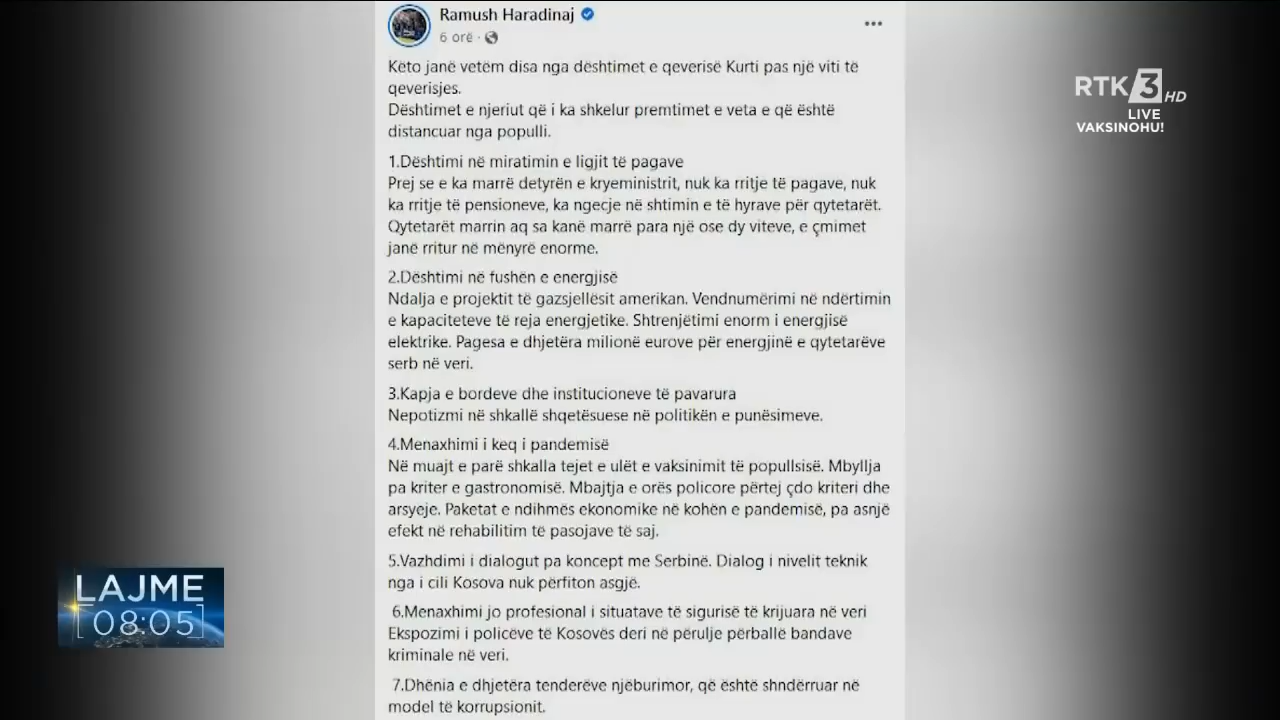 Ramush Haradinaj
6 orë ·
Këto janë vetëm disa nga dështimet e qeverisë Kurti pas një viti të
qeverisjes.
Dështimet e njeriut që i ka shkelur premtimet e veta e që është
distancuar nga populli.
1.Dështimi në miratimin e ligjit të pagave
Prej se e ka marrë detyrën e kryeministrit, nuk ka rritje të pagave, nuk
ka rritje të pensioneve, ka ngecje në shtimin e të hyrave për qytetarët.
Qytetarët marrin aq sa kanë marrë para një ose dy viteve, e çmimet
janë rritur në mënyrë enorme.
2.Dështimi në fushën e energjisë
Ndalja e projektit të gazsjellësit amerikan. Vendnumërimi në ndërtimin
e kapaciteteve të reja energjetike. Shtrenjëtimi enorm i energjisë
elektrike. Pagesa e dhjetëra milionë eurove për energjinë e qytetarëve
serb në veri.
3.Kapja e bordeve dhe institucioneve të pavarura
Nepotizmi në shkallë shqetësuese në politikën e punësimeve.
4.Menaxhimi i keq i pandemisë
Në muajt e parë shkalla tejet e ulët e vaksinimit të popullsisë. Mbyllja
pa kriter e gastronomisë. Mbajtja e orës policore përtej çdo kriteri dhe
arsyeje. Paketat e ndihmës ekonomike në kohën e pandemisë, pa asnjë
efekt në rehabilitim të pasojave të saj.
5.Vazhdimi i dialogut pa koncept me Serbinë. Dialog i nivelit teknik
nga i cili Kosova nuk përfiton asgjë.
6.Menaxhimi jo profesional i situatave të sigurisë të krijuara në veri
Ekspozimi i policëve të Kosovës deri në përulje përballë bandave
kriminale në veri.
7.Dhënia e dhjetëra tenderëve njëburimor, që është shndërruar në
model të korrupsionit.
RTK 3 HD
LIVE
VAKSINOHU!
LAJME
08:05